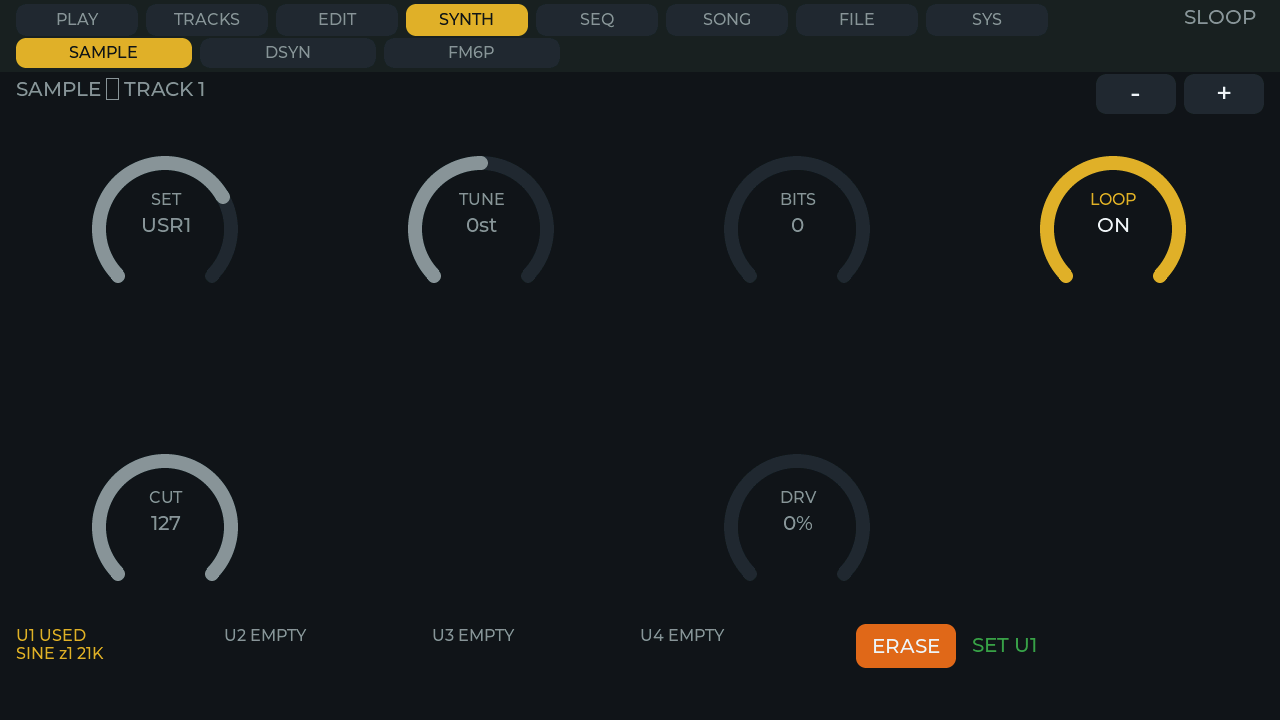 PLAY TRACKS EDIT SYNTH SEQ SONG FILE SYS SLOOP
SAMPLE DSYN FM6P
SAMPLE TRACK 1 - +
SET TUNE BITS LOOP
USR1 0st 0 ON
CUT DRV
127 0%
U1 USED U2 EMPTY U3 EMPTY U4 EMPTY ERASE SET U1
SINE z1 21K